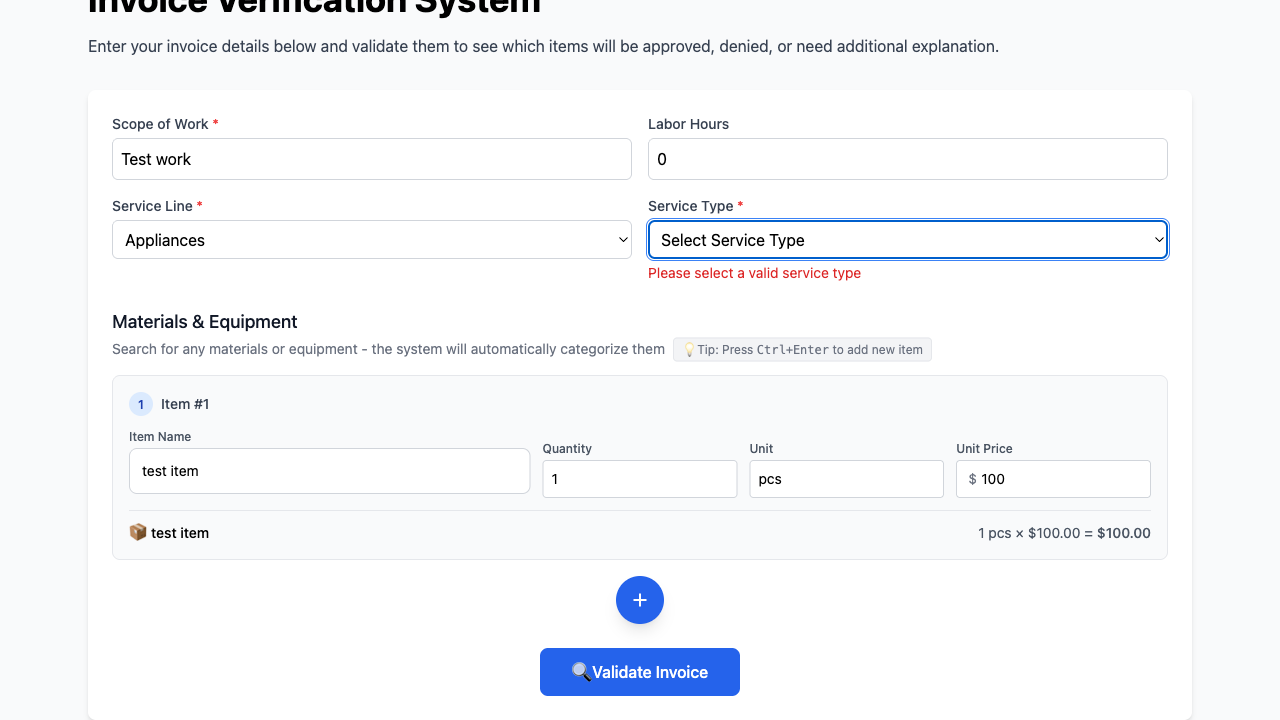 Invoice Verification System
Enter your invoice details below and validate them to see which items will be approved, denied, or need additional explanation.
Scope of Work *
Labor Hours
Test work
0
Service Line *
Service Type *
Appliances
Select Service Type
Please select a valid service type
Materials & Equipment
Search for any materials or equipment - the system will automatically categorize them
💡Tip: Press Ctrl+Enter to add new item
1 Item #1
Item Name
Quantity
Unit
Unit Price
test item
1
pcs
$ 100
📦 test item
1 pcs × $100.00 = $100.00
+
🔍Validate Invoice